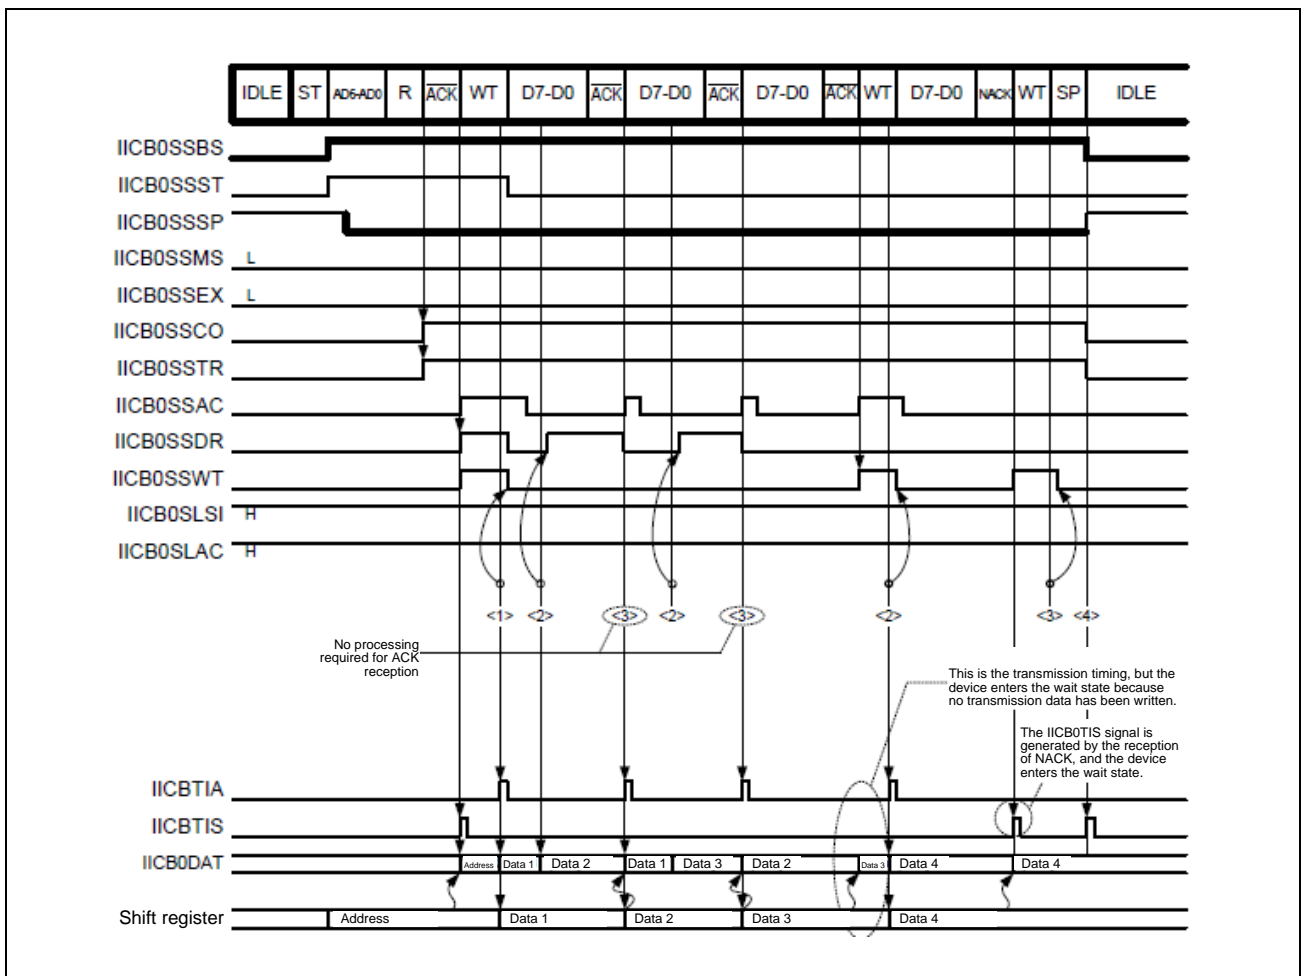 IDLE ST AD6-AD0 R ACK WT D7-D0 ACK D7-D0 ACK D7-D0 ACK WT D7-D0 NACK WT SP IDLE
IICB0SSBS
IICB0SSST
IICB0SSSP
IICB0SSMS L
IICB0SSEX L
IICB0SSCO
IICB0SSTR
IICB0SSAC
IICB0SSDR
IICB0SSWT
IICB0SLSI H
IICB0SLAC H
<1> <2> <3> <2> <3> <2> <3> <4>
No processing
required for ACK
reception
This is the transmission timing, but the
device enters the wait state because
no transmission data has been written.
The IICB0TIS signal is
generated by the reception
of NACK, and the device
enters the wait state.
IICBTIA
IICBTIS
IICB0DAT Address Data 1 Data 2 Data 1 Data 3 Data 2 Data 3 Data 4 Data 4
Shift register Address Data 1 Data 2 Data 3 Data 4